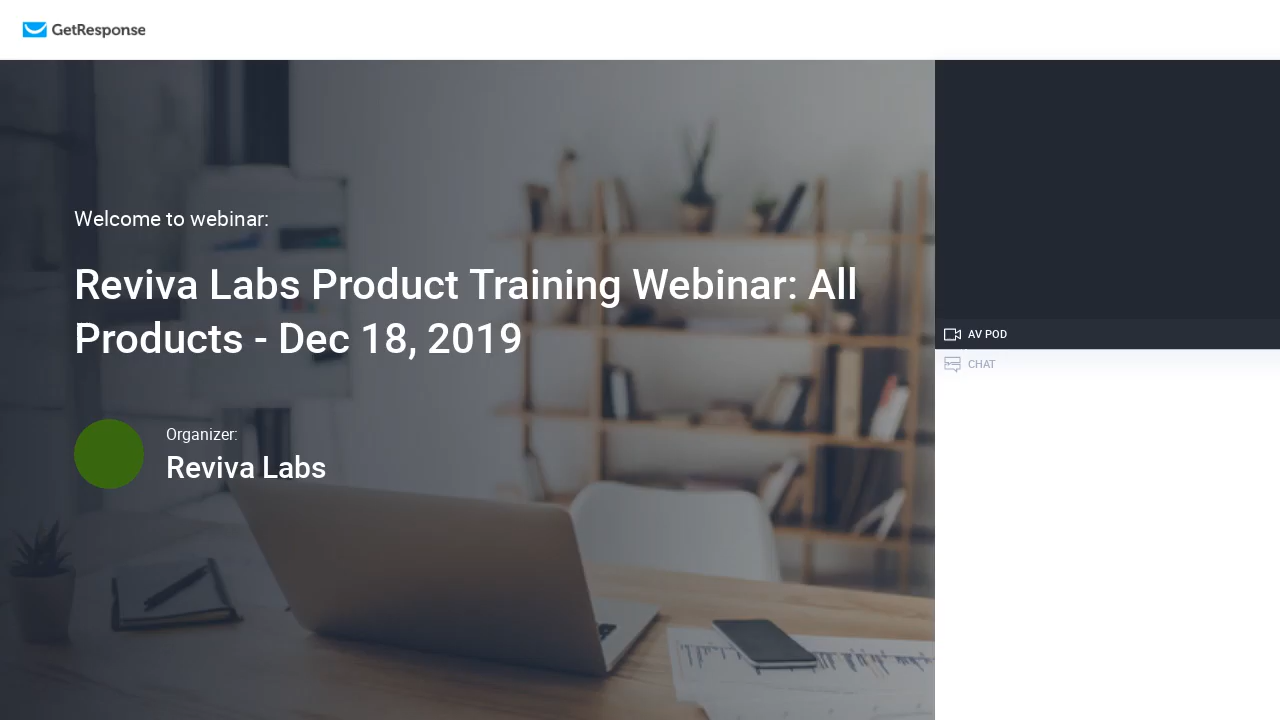 GetResponse
Welcome to webinar:
Reviva Labs Product Training Webinar: All
Products - Dec 18, 2019
Organizer:
Reviva Labs
AV POD
CHAT